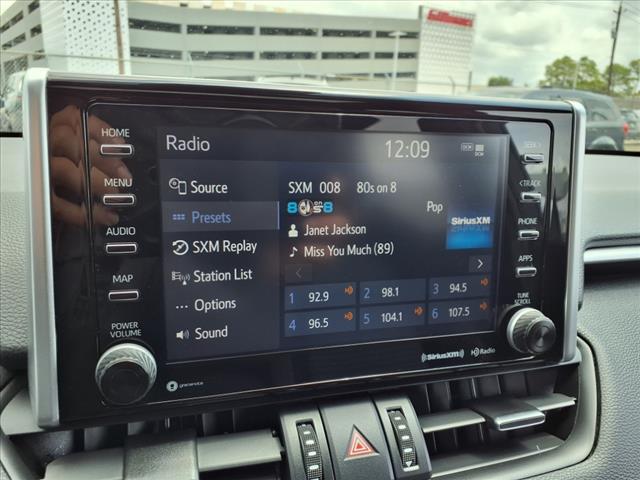 HOME
MENU
AUDIO
MAP
POWER
VOLUME
Radio
12:09
DCM
Source
Presets
SXM Replay
Station List
Options
Sound
SXM 008 80s on 8
80s8
Pop
Janet Jackson
Miss You Much (89)
SiriusXM
1 92.9
2 98.1
3 94.5
4 96.5
5 104.1
6 107.5
gracenote
SiriusXM
HD Radio
SEEK>
<TRACK
PHONE
APPS
TUNE
SCROLL